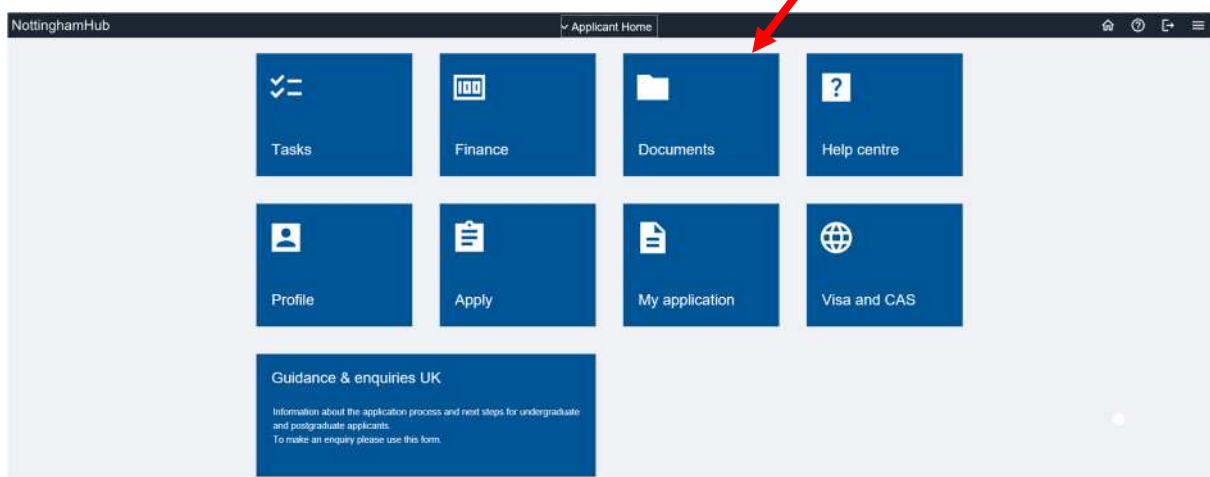 NottinghamHub
Applicant Home
Tasks
Finance
Documents
Help centre
Profile
Apply
My application
Visa and CAS
Guidance & enquiries UK
Information about the application process and next steps for undergraduate
and postgraduate applicants.
To make an enquiry please use this form.